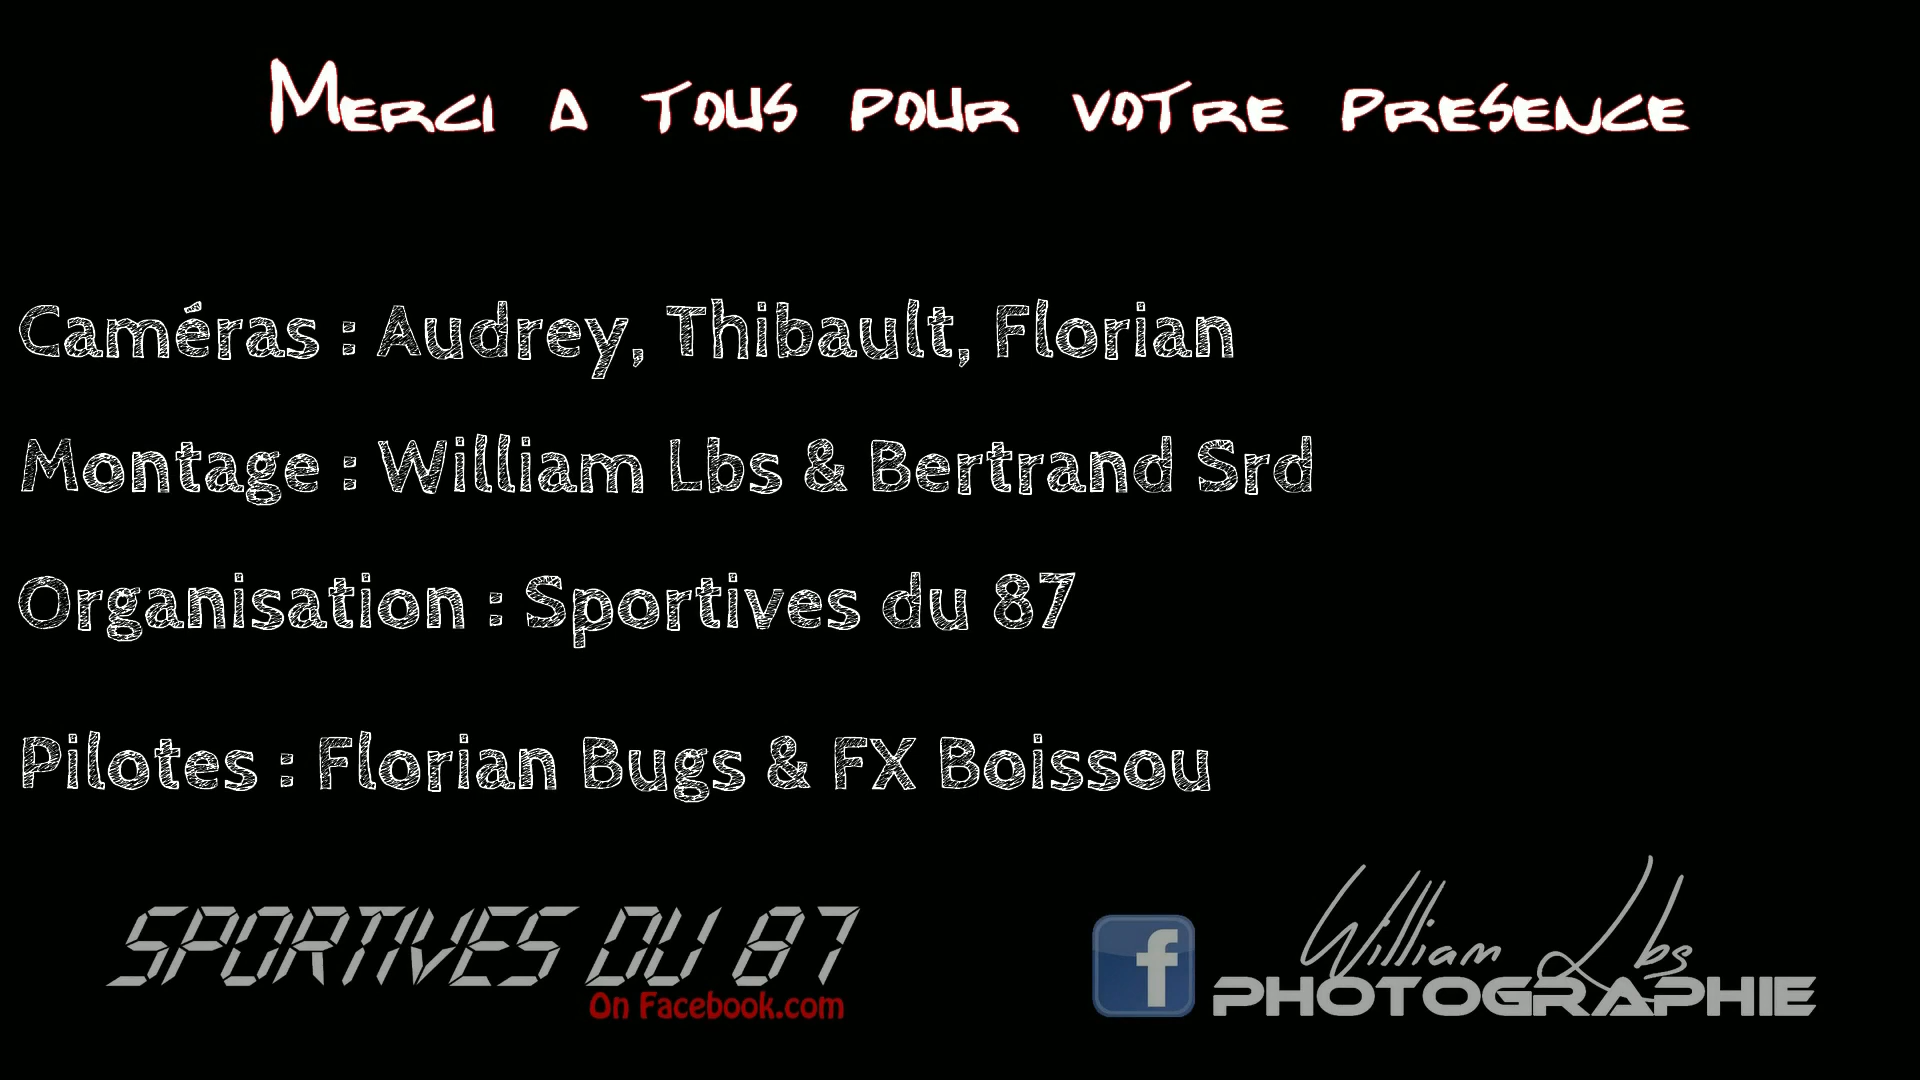 Merci a tous pour votre presence
Caméras : Audrey, Thibault, Florian
Montage : William Lbs & Bertrand Srd
Organisation : Sportives du 87
Pilotes : Florian Bugs & FX Boissou
SPORTIVES DU 87
On Facebook.com
f
William Lbs
PHOTOGRAPHIE